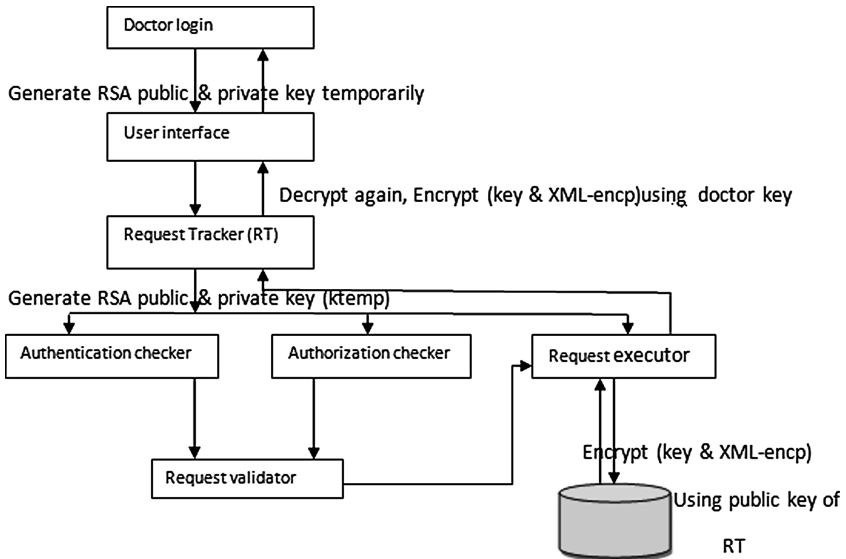 Doctor login
Generate RSA public & private key temporarily
User interface
Decrypt again, Encrypt (key & XML-encp)using doctor key
Request Tracker (RT)
Generate RSA public & private key (ktemp)
Authentication checker
Authorization checker
Request executor
Encrypt (key & XML-encp)
Request validator
Using public key of
RT